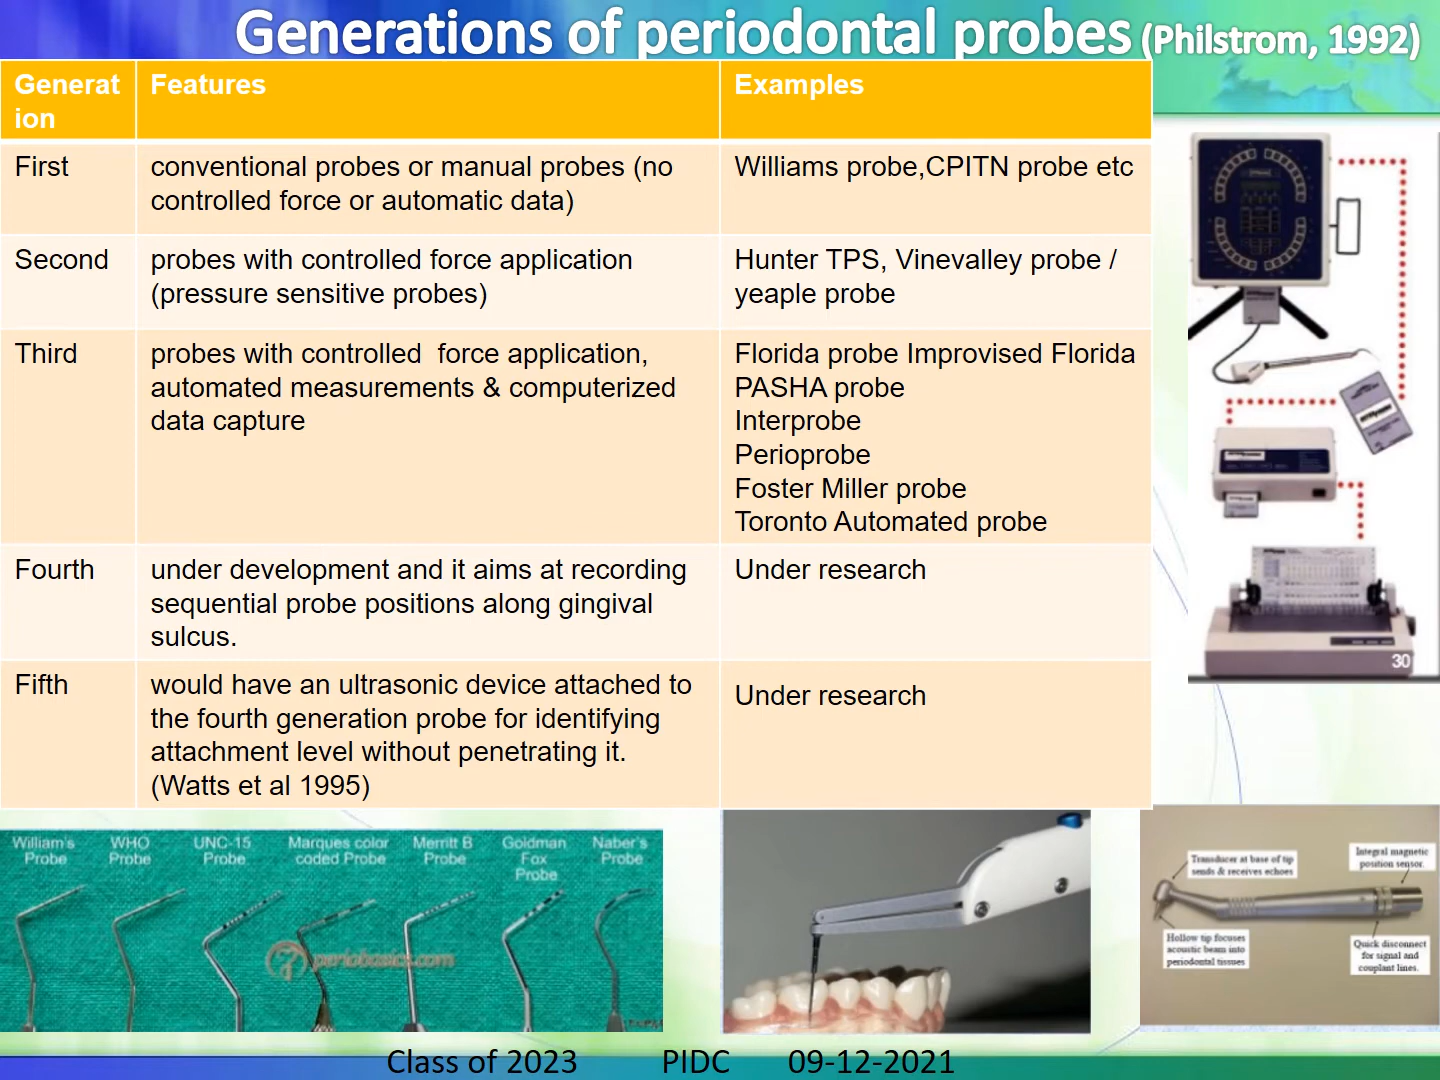 Generations of periodontal probes (Philstrom, 1992)
Generat
ion
Features
Examples
First
conventional probes or manual probes (no
controlled force or automatic data)
Williams probe,CPITN probe etc
Second
probes with controlled force application
(pressure sensitive probes)
Hunter TPS, Vinevalley probe /
yeaple probe
Third
probes with controlled  force application,
automated measurements & computerized
data capture
Florida probe Improvised Florida
PASHA probe
Interprobe
Perioprobe
Foster Miller probe
Toronto Automated probe
Fourth
under development and it aims at recording
sequential probe positions along gingival
sulcus.
Under research
Fifth
would have an ultrasonic device attached to
the fourth generation probe for identifying
attachment level without penetrating it.
(Watts et al 1995)
Under research
30
William's
Probe
WHO
Probe
UNC-15
Probe
Marques color
coded Probe
Merritt B
Probe
Goldman
Fox
Probe
Naber's
Probe
periobasics.com
Transducer at base of tip
sends & receives echoes
Integral magnetic
position sensor.
Hollow tip focuses
acoustic beam into
periodontal tissues
Quick disconnect
for signal and
couplant lines.
Class of 2023 PIDC 09-12-2021